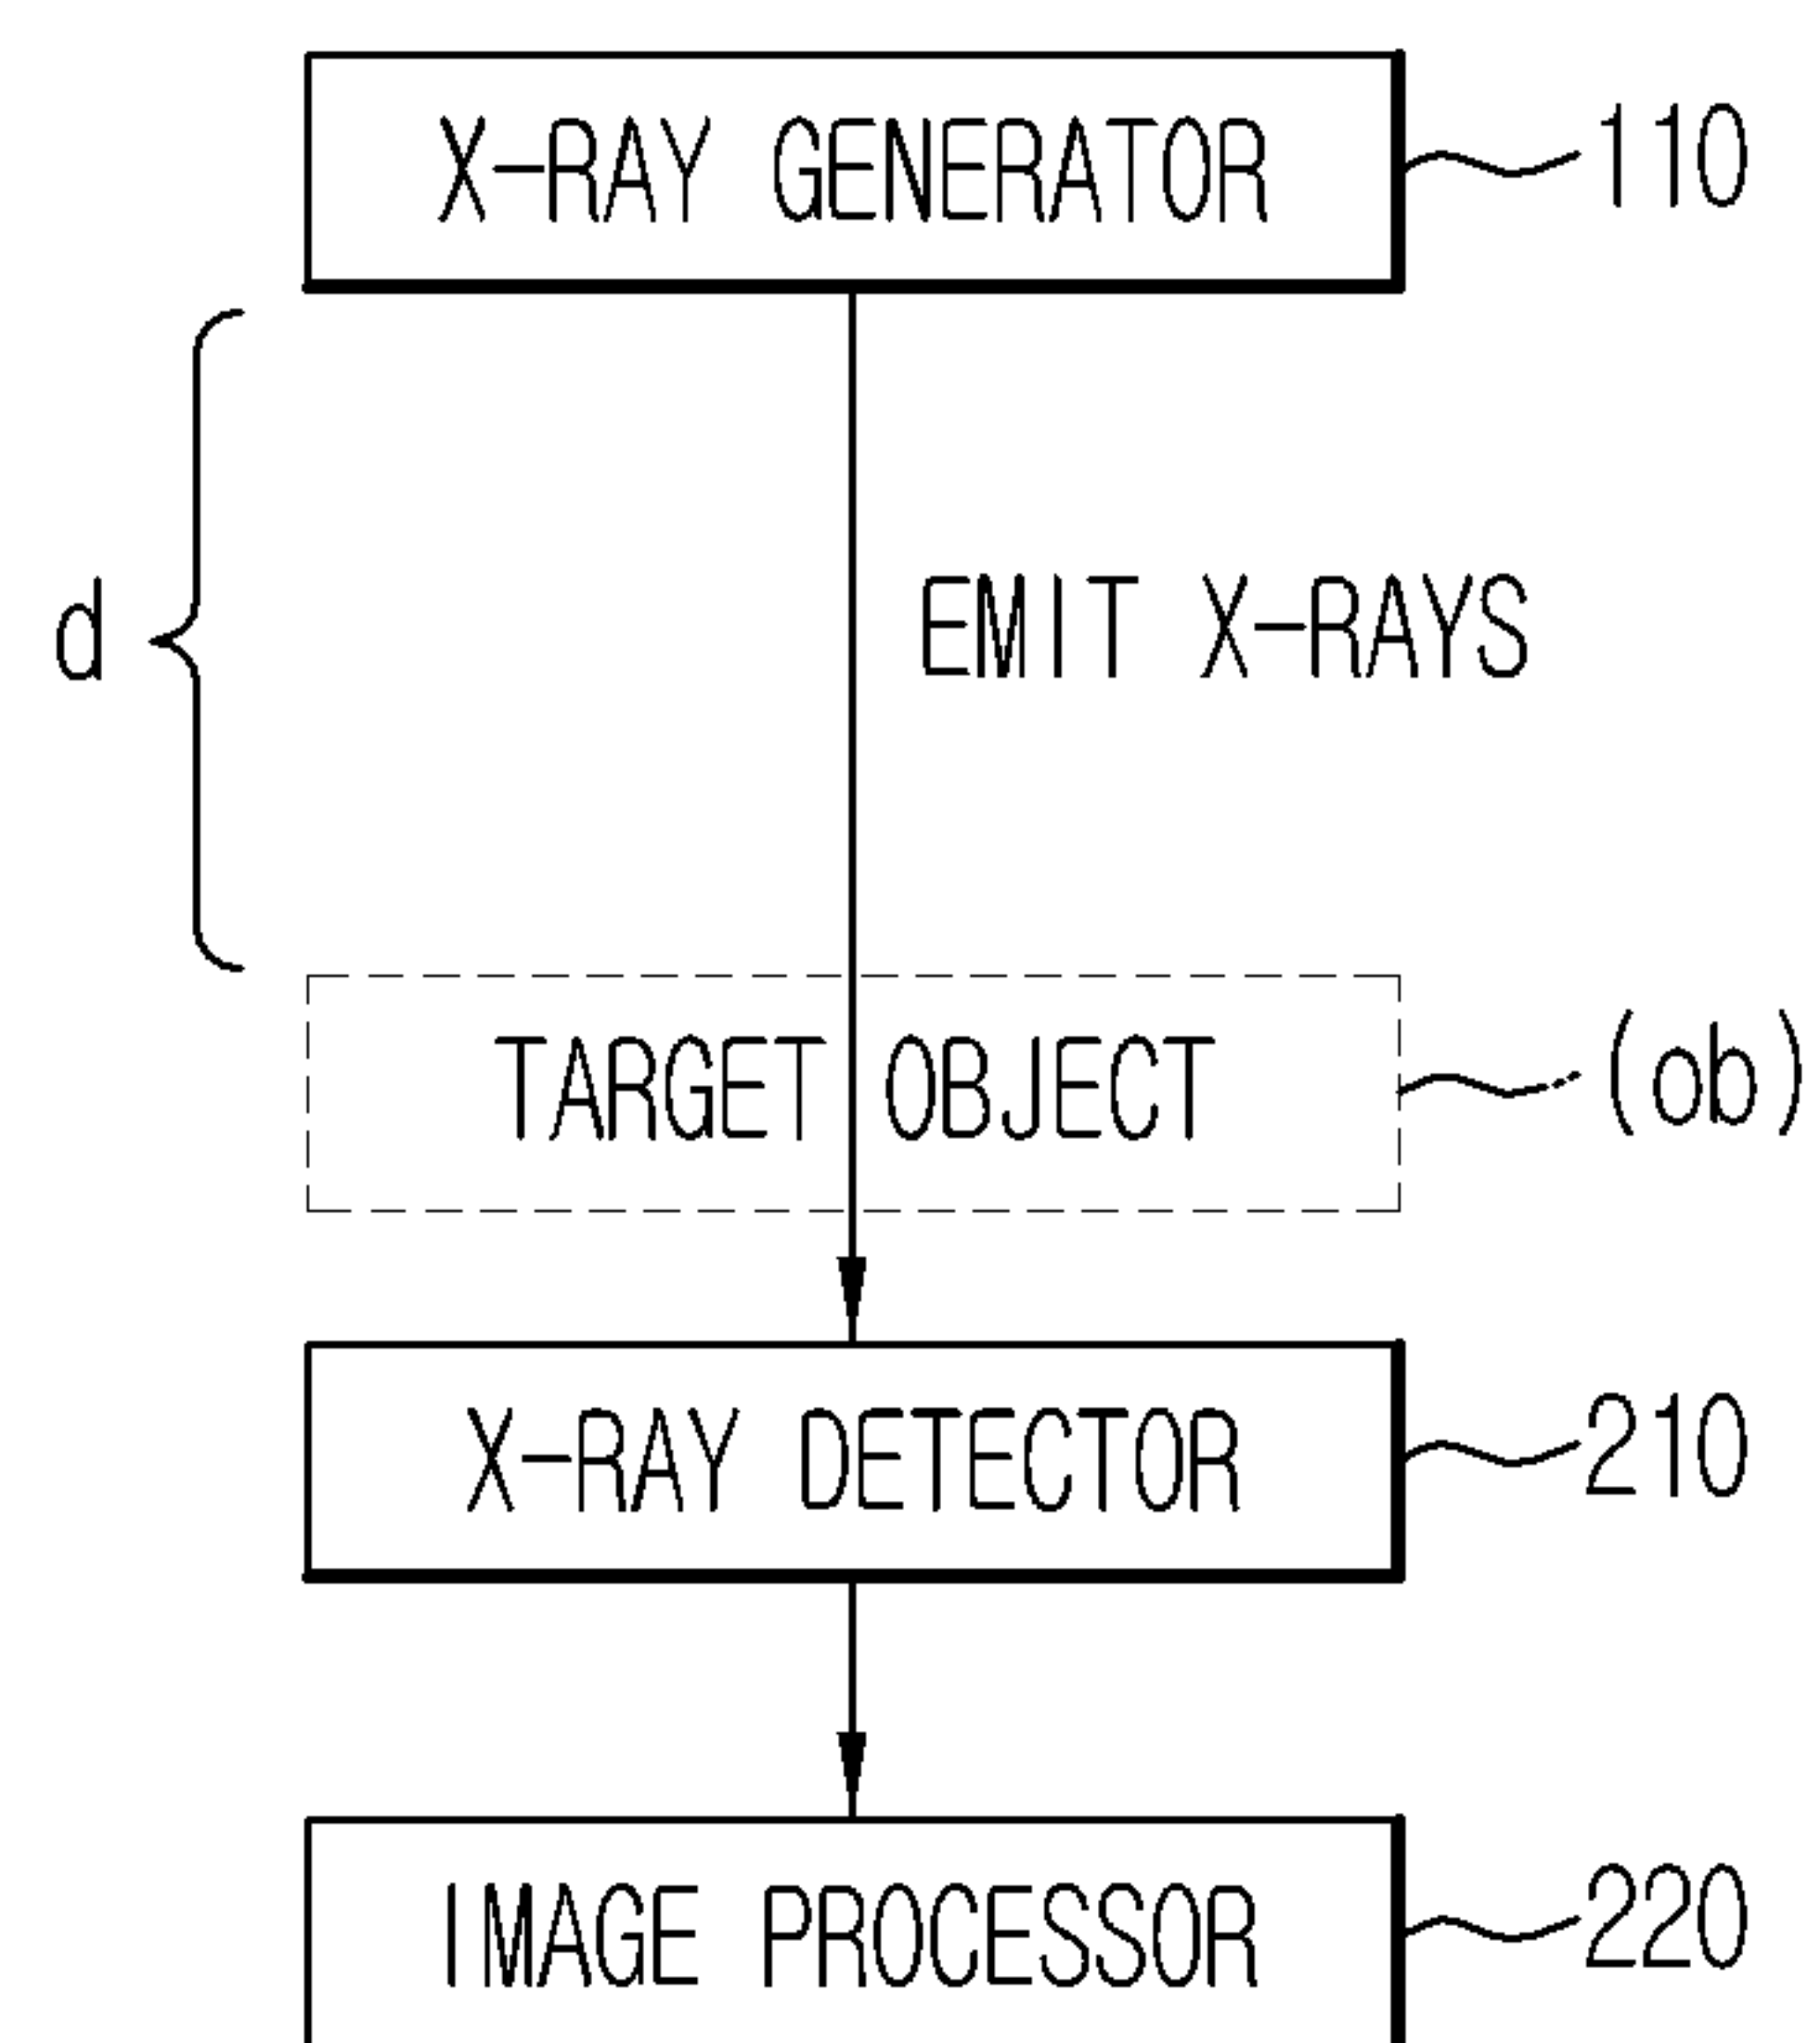 X-RAY GENERATOR 110
d
EMIT X-RAYS
TARGET OBJECT (ob)
X-RAY DETECTOR 210
IMAGE PROCESSOR 220